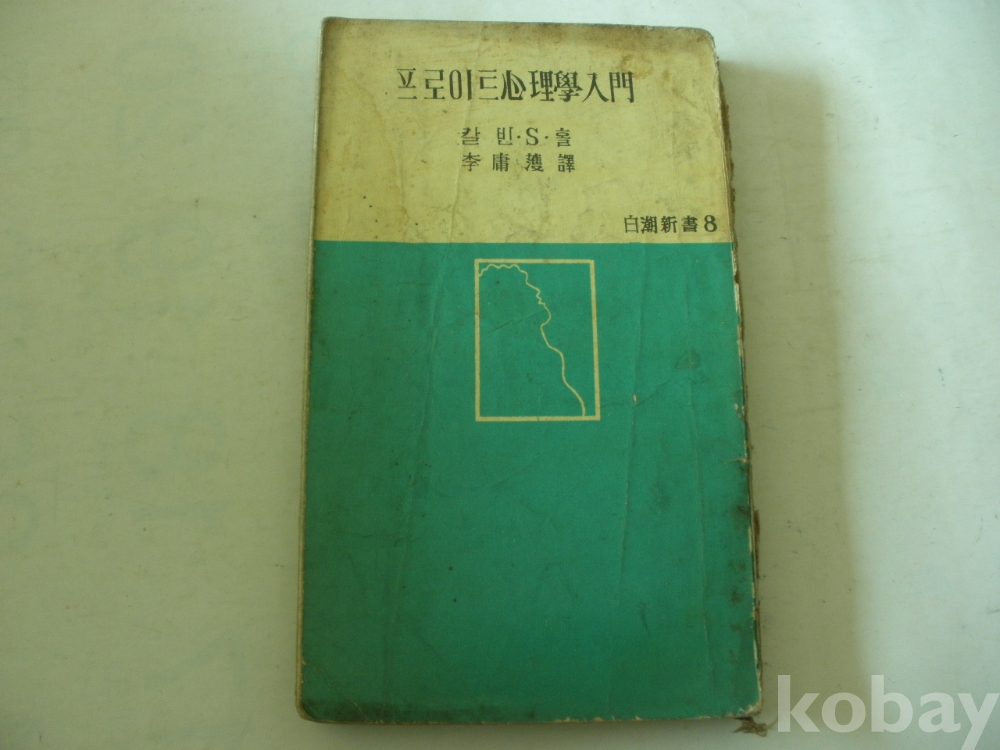 프로이트心理學入門
칼 빈·S·홀
李庸濩譯
白潮新書8
kobay